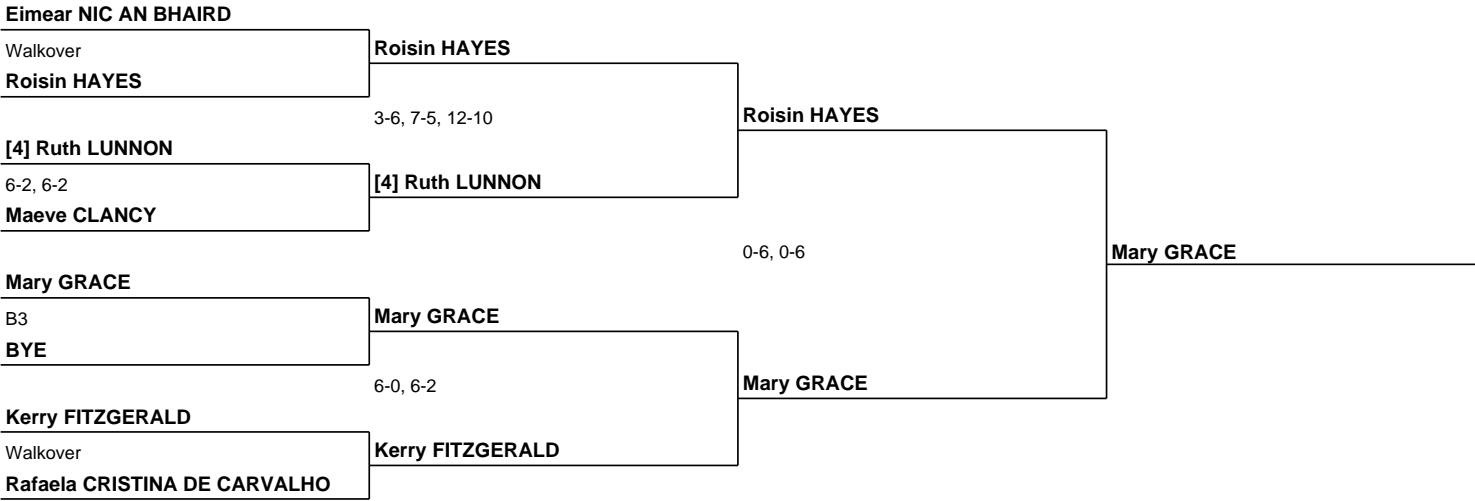 Eimear NIC AN BHAIRD
Walkover
Roisin HAYES
Roisin HAYES
3-6, 7-5, 12-10
Roisin HAYES
[4] Ruth LUNNON
6-2, 6-2
[4] Ruth LUNNON
Maeve CLANCY
0-6, 0-6
Mary GRACE
Mary GRACE
B3
Mary GRACE
BYE
6-0, 6-2
Mary GRACE
Kerry FITZGERALD
Walkover
Kerry FITZGERALD
Rafaela CRISTINA DE CARVALHO